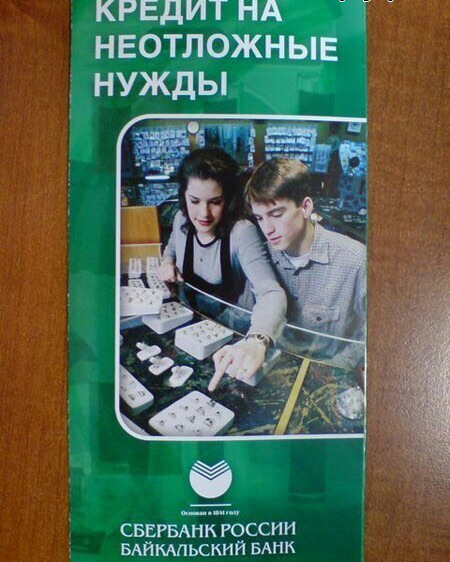 КРЕДИТ НА
НЕОТЛОЖНЫЕ
НУЖДЫ
Основан в 1841 году
СБЕРБАНК РОССИИ
БАЙКАЛЬСКИЙ БАНК